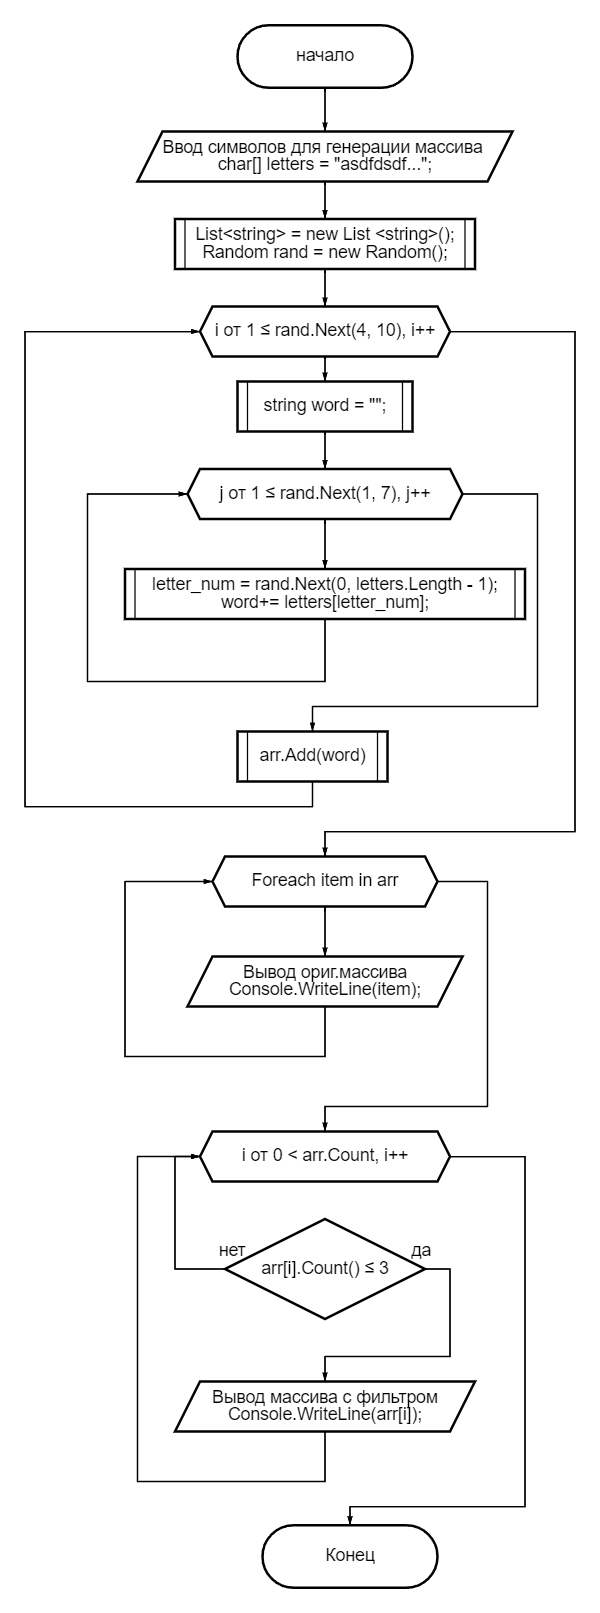 начало
Ввод символов для генерации массива
char[] letters = "asdfdsdf...";
List<string> = new List <string>();
Random rand = new Random();
i от 1 ≤ rand.Next(4, 10), i++
string word = "";
j от 1 ≤ rand.Next(1, 7), j++
letter_num = rand.Next(0, letters.Length - 1);
word+= letters[letter_num];
arr.Add(word)
Foreach item in arr
Вывод ориг.массива
Console.WriteLine(item);
i от 0 < arr.Count, i++
нет
да
arr[i].Count() ≤ 3
Вывод массива с фильтром
Console.WriteLine(arr[i]);
Конец